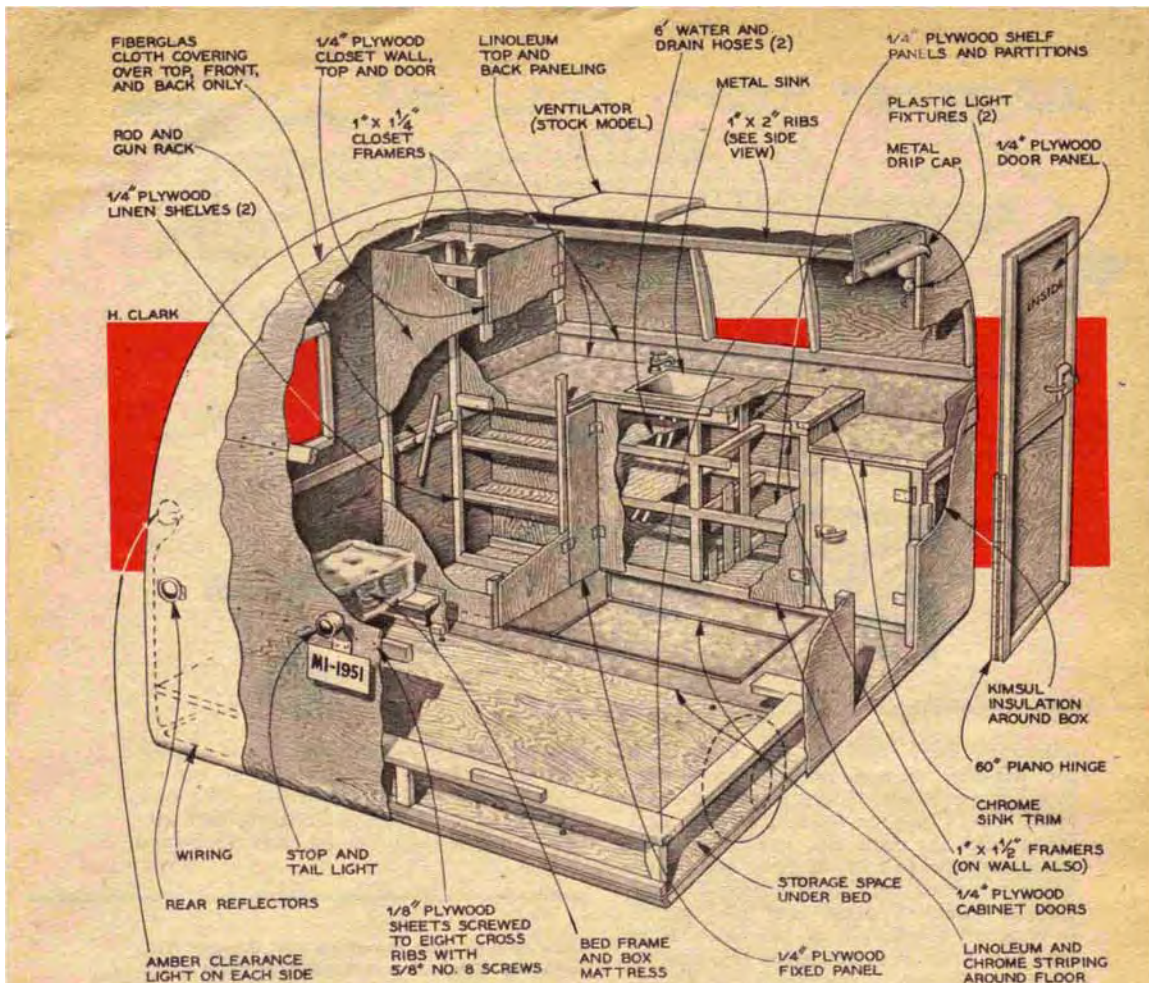 FIBERGLAS
CLOTH COVERING
OVER TOP, FRONT,
AND BACK ONLY
1/4" PLYWOOD
CLOSET WALL,
TOP AND DOOR
LINOLEUM
TOP AND
BACK PANELING
6' WATER AND
DRAIN HOSES (2)
1/4" PLYWOOD SHELF
PANELS AND PARTITIONS
METAL SINK
VENTILATOR
(STOCK MODEL)
1" X 2" RIBS
(SEE SIDE
VIEW)
PLASTIC LIGHT
FIXTURES (2)
METAL
DRIP CAP
1/4" PLYWOOD
DOOR PANEL
ROD AND
GUN RACK
1" X 1 1/4"
CLOSET
FRAMERS
1/4" PLYWOOD
LINEN SHELVES (2)
H. CLARK
INSIDE
M1-1951
KIMSUL
INSULATION
AROUND BOX
60" PIANO HINGE
CHROME
SINK TRIM
1" X 1 1/2" FRAMERS
(ON WALL ALSO)
1/4" PLYWOOD
CABINET DOORS
LINOLEUM AND
CHROME STRIPING
AROUND FLOOR
WIRING
STOP AND
TAIL LIGHT
REAR REFLECTORS
AMBER CLEARANCE
LIGHT ON EACH SIDE
1/8" PLYWOOD
SHEETS SCREWED
TO EIGHT CROSS
RIBS WITH
5/8" NO. 8 SCREWS
BED FRAME
AND BOX
MATTRESS
STORAGE SPACE
UNDER BED
1/4" PLYWOOD
FIXED PANEL